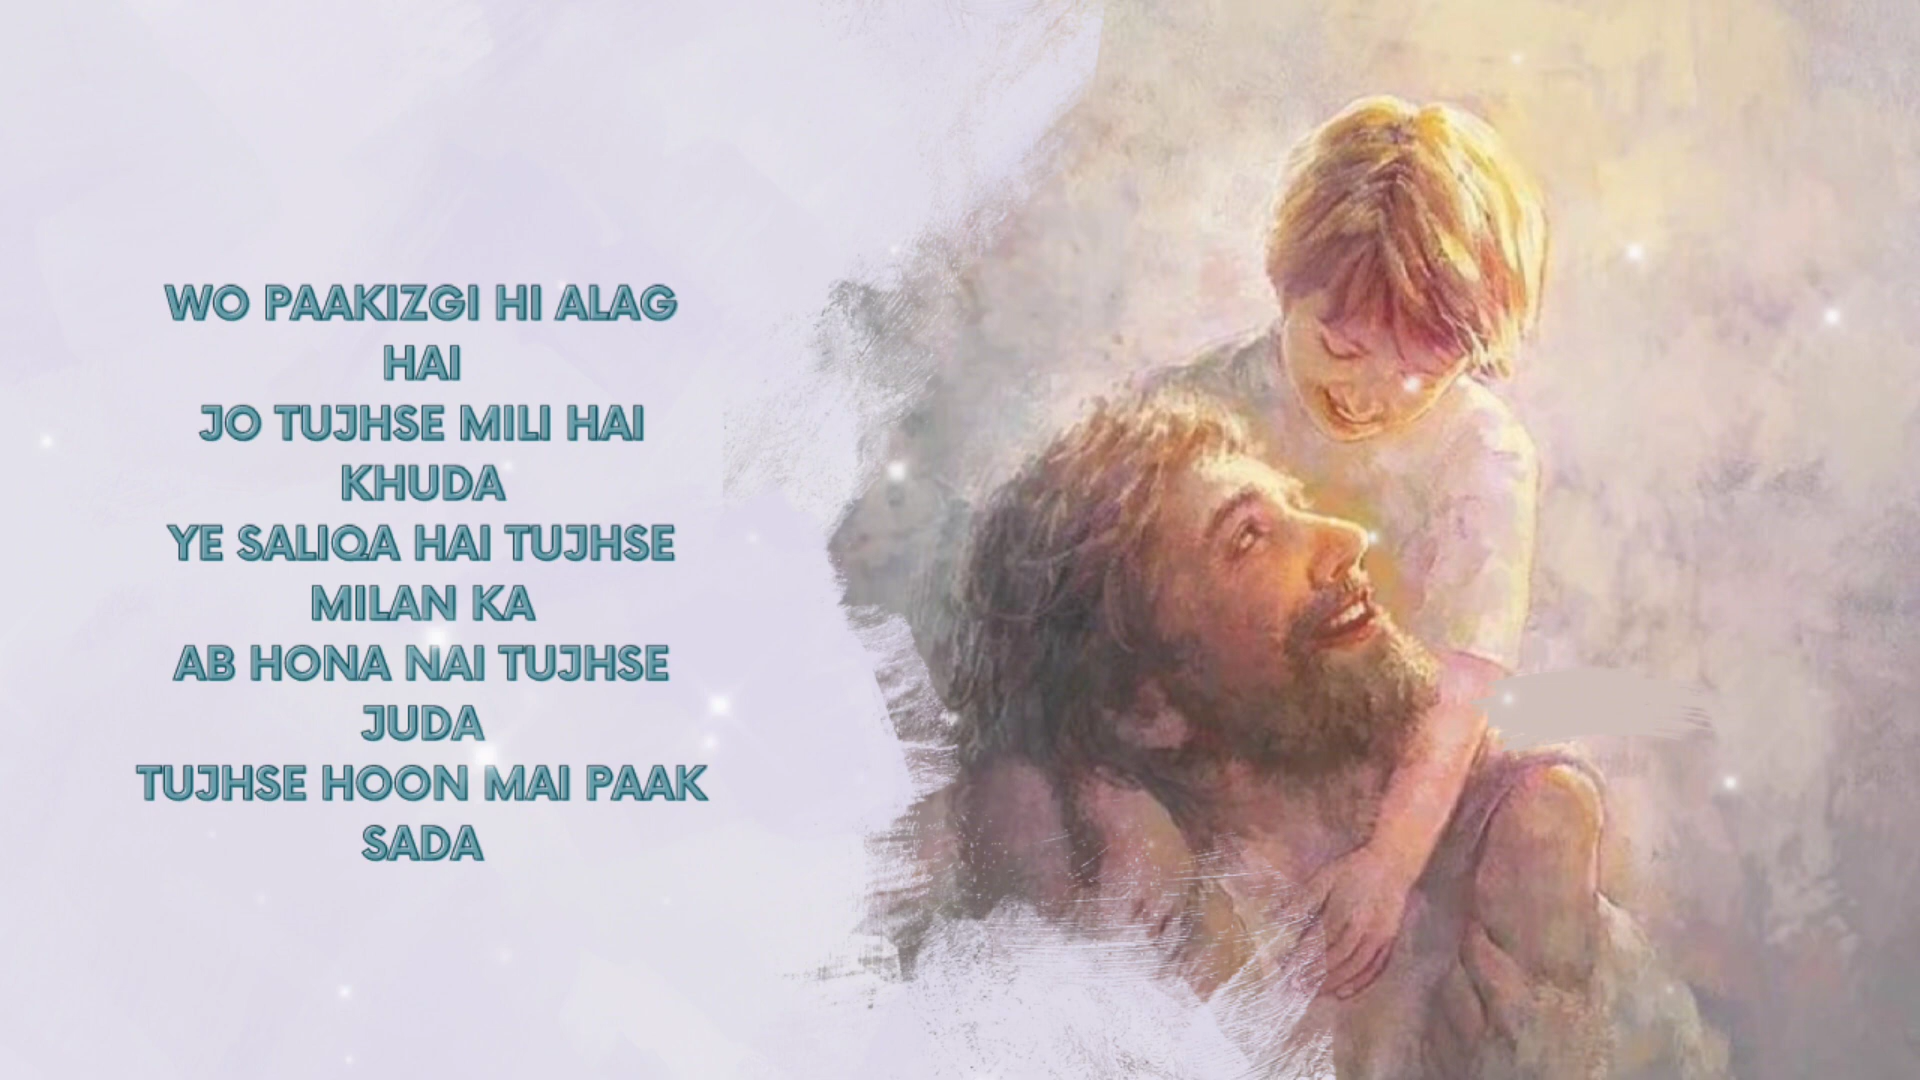 WO PAAKIZGI HI ALAG
HAI
JO TUJHSE MILI HAI
KHUDA
YE SALIQA HAI TUJHSE
MILAN KA
AB HONA NAI TUJHSE
JUDA
TUJHSE HOON MAI PAAK
SADA